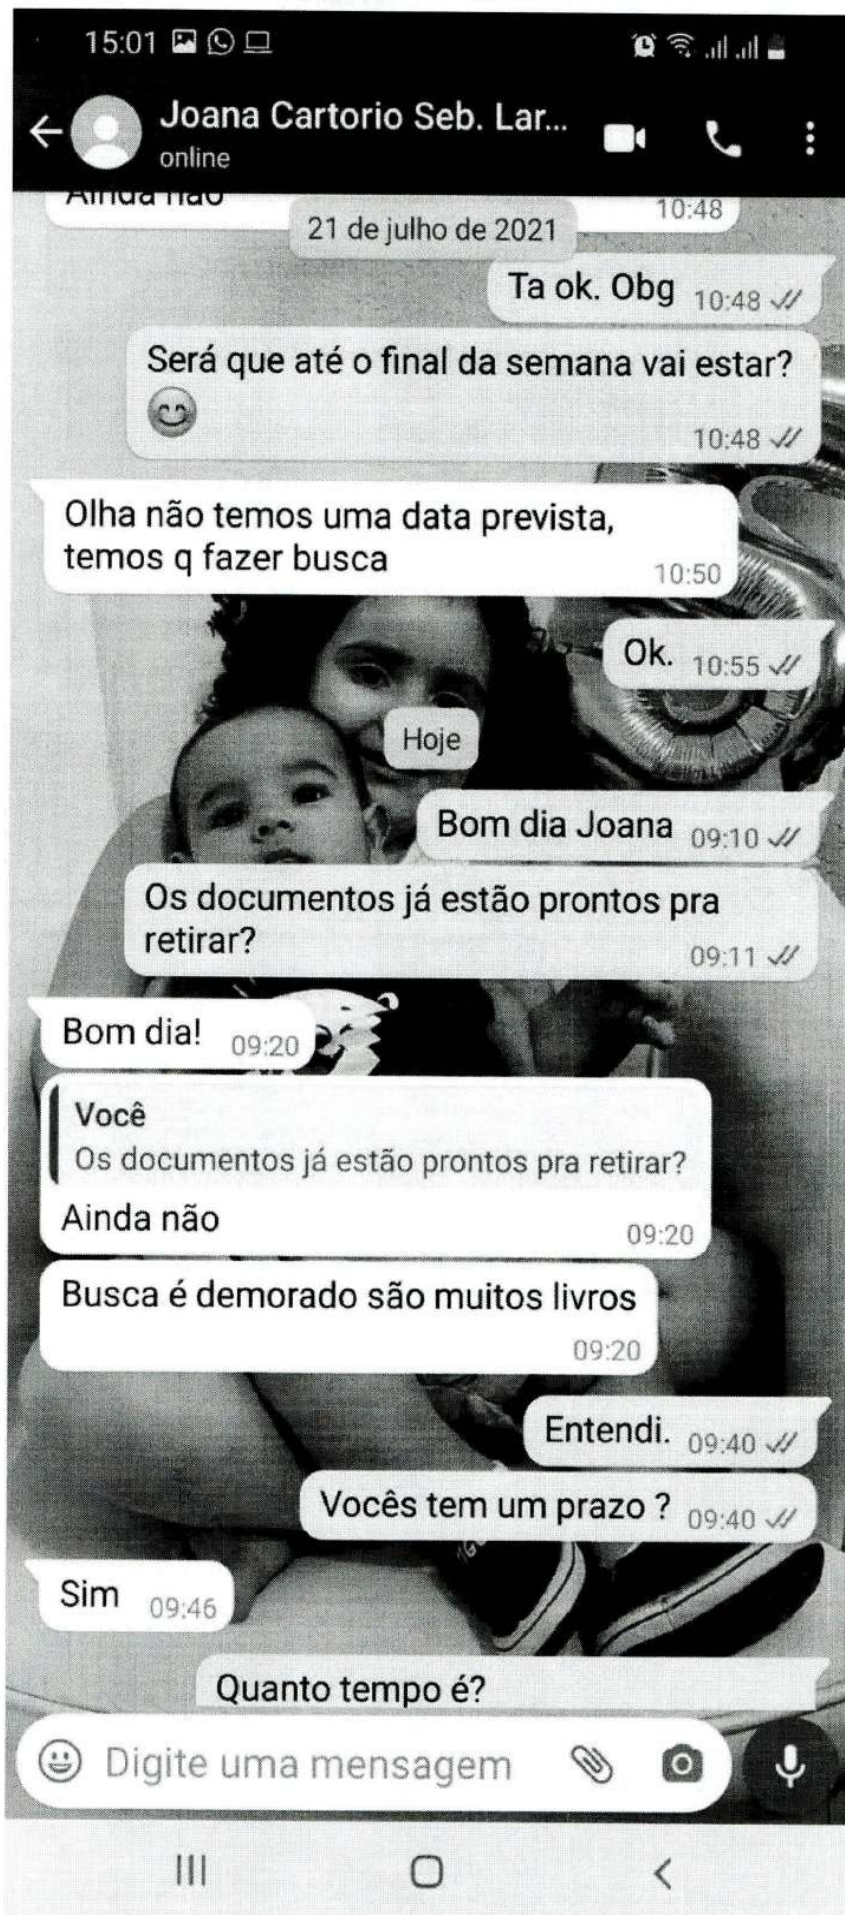 15:01
Joana Cartorio Seb. Lar...
online
Ainda não 10:48
21 de julho de 2021
Ta ok. Obg 10:48
Será que até o final da semana vai estar?
😊
10:48
Olha não temos uma data prevista,
temos q fazer busca 10:50
Ok. 10:55
Hoje
Bom dia Joana 09:10
Os documentos já estão prontos pra
retirar? 09:11
Bom dia! 09:20
Você
Os documentos já estão prontos pra retirar?
Ainda não 09:20
Busca é demorado são muitos livros
09:20
Entendi. 09:40
Vocês tem um prazo ? 09:40
Sim 09:46
Quanto tempo é?
Digite uma mensagem